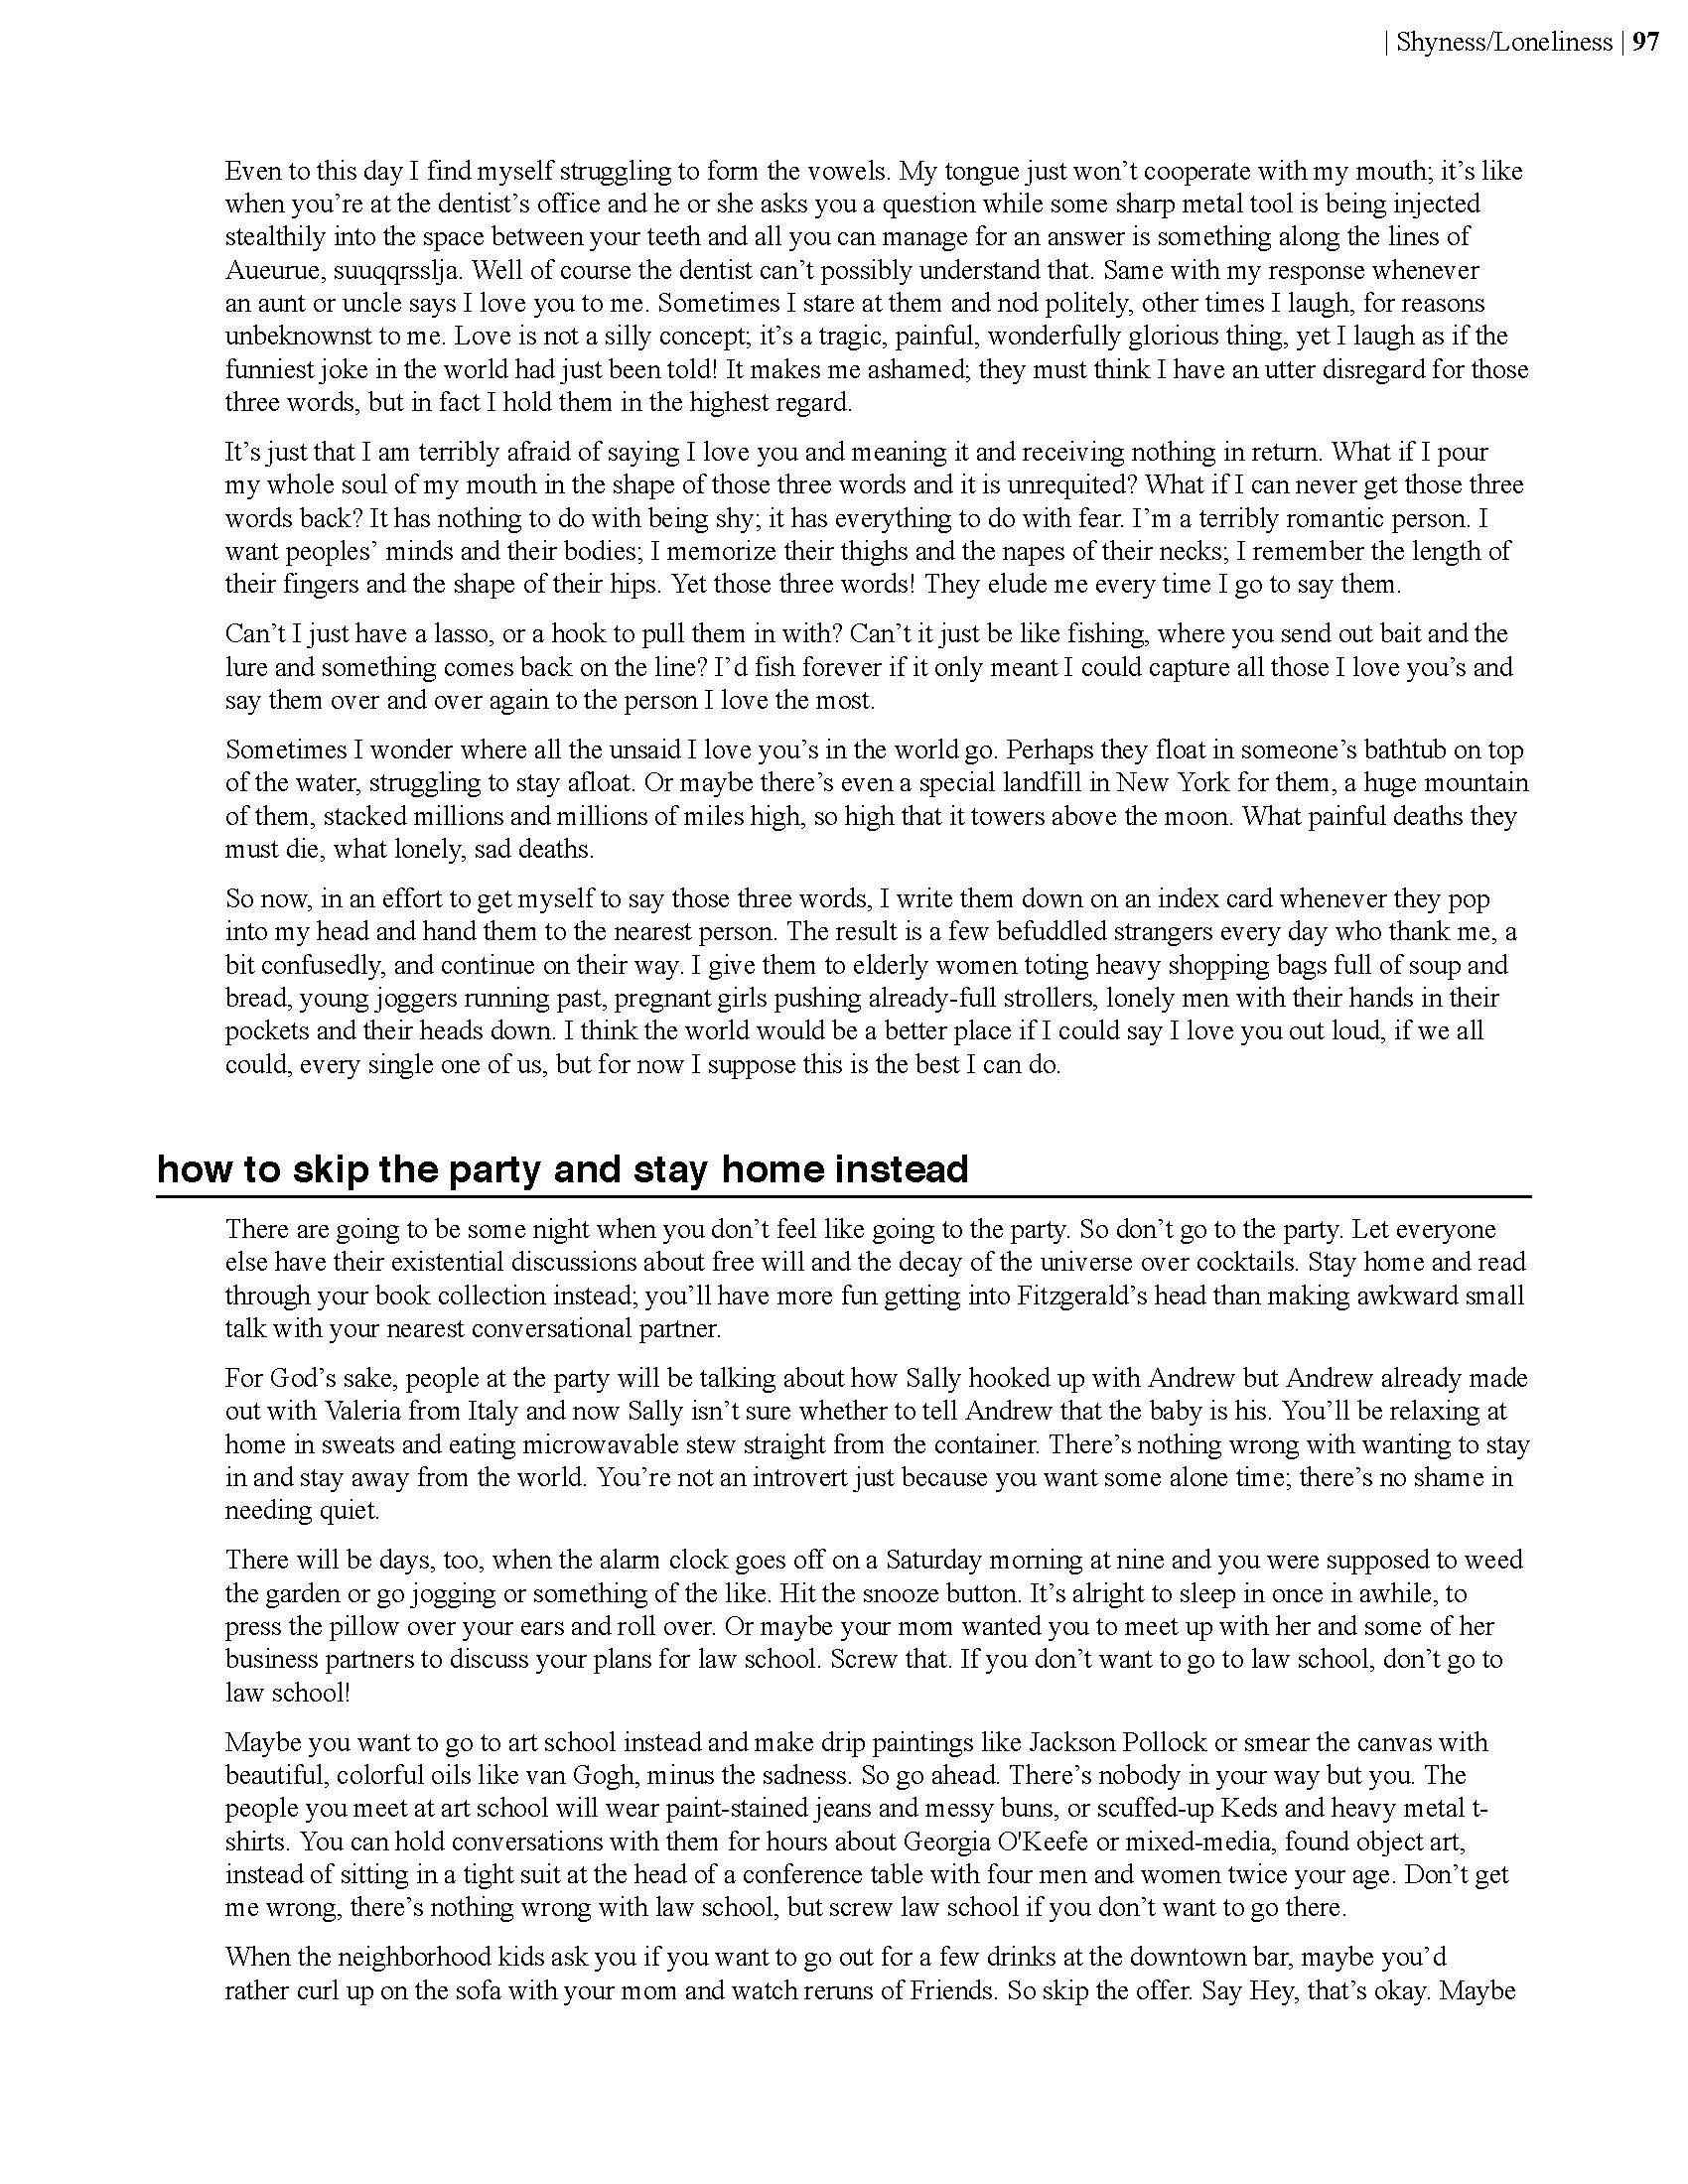 | Shyness/Loneliness | 97
Even to this day I find myself struggling to form the vowels. My tongue just won’t cooperate with my mouth; it’s like
when you’re at the dentist’s office and he or she asks you a question while some sharp metal tool is being injected
stealthily into the space between your teeth and all you can manage for an answer is something along the lines of
Aueurue, suuqqrsslja. Well of course the dentist can’t possibly understand that. Same with my response whenever
an aunt or uncle says I love you to me. Sometimes I stare at them and nod politely, other times I laugh, for reasons
unbeknownst to me. Love is not a silly concept; it’s a tragic, painful, wonderfully glorious thing, yet I laugh as if the
funniest joke in the world had just been told! It makes me ashamed; they must think I have an utter disregard for those
three words, but in fact I hold them in the highest regard.
It’s just that I am terribly afraid of saying I love you and meaning it and receiving nothing in return. What if I pour
my whole soul of my mouth in the shape of those three words and it is unrequited? What if I can never get those three
words back? It has nothing to do with being shy; it has everything to do with fear. I’m a terribly romantic person. I
want peoples’ minds and their bodies; I memorize their thighs and the napes of their necks; I remember the length of
their fingers and the shape of their hips. Yet those three words! They elude me every time I go to say them.
Can’t I just have a lasso, or a hook to pull them in with? Can’t it just be like fishing, where you send out bait and the
lure and something comes back on the line? I’d fish forever if it only meant I could capture all those I love you’s and
say them over and over again to the person I love the most.
Sometimes I wonder where all the unsaid I love you’s in the world go. Perhaps they float in someone’s bathtub on top
of the water, struggling to stay afloat. Or maybe there’s even a special landfill in New York for them, a huge mountain
of them, stacked millions and millions of miles high, so high that it towers above the moon. What painful deaths they
must die, what lonely, sad deaths.
So now, in an effort to get myself to say those three words, I write them down on an index card whenever they pop
into my head and hand them to the nearest person. The result is a few befuddled strangers every day who thank me, a
bit confusedly, and continue on their way. I give them to elderly women toting heavy shopping bags full of soup and
bread, young joggers running past, pregnant girls pushing already-full strollers, lonely men with their hands in their
pockets and their heads down. I think the world would be a better place if I could say I love you out loud, if we all
could, every single one of us, but for now I suppose this is the best I can do.
how to skip the party and stay home instead
There are going to be some night when you don’t feel like going to the party. So don’t go to the party. Let everyone
else have their existential discussions about free will and the decay of the universe over cocktails. Stay home and read
through your book collection instead; you’ll have more fun getting into Fitzgerald’s head than making awkward small
talk with your nearest conversational partner.
For God’s sake, people at the party will be talking about how Sally hooked up with Andrew but Andrew already made
out with Valeria from Italy and now Sally isn’t sure whether to tell Andrew that the baby is his. You’ll be relaxing at
home in sweats and eating microwavable stew straight from the container. There’s nothing wrong with wanting to stay
in and stay away from the world. You’re not an introvert just because you want some alone time; there’s no shame in
needing quiet.
There will be days, too, when the alarm clock goes off on a Saturday morning at nine and you were supposed to weed
the garden or go jogging or something of the like. Hit the snooze button. It’s alright to sleep in once in awhile, to
press the pillow over your ears and roll over. Or maybe your mom wanted you to meet up with her and some of her
business partners to discuss your plans for law school. Screw that. If you don’t want to go to law school, don’t go to
law school!
Maybe you want to go to art school instead and make drip paintings like Jackson Pollock or smear the canvas with
beautiful, colorful oils like van Gogh, minus the sadness. So go ahead. There’s nobody in your way but you. The
people you meet at art school will wear paint-stained jeans and messy buns, or scuffed-up Keds and heavy metal t-
shirts. You can hold conversations with them for hours about Georgia O'Keefe or mixed-media, found object art,
instead of sitting in a tight suit at the head of a conference table with four men and women twice your age. Don’t get
me wrong, there’s nothing wrong with law school, but screw law school if you don’t want to go there.
When the neighborhood kids ask you if you want to go out for a few drinks at the downtown bar, maybe you’d
rather curl up on the sofa with your mom and watch reruns of Friends. So skip the offer. Say Hey, that’s okay. Maybe